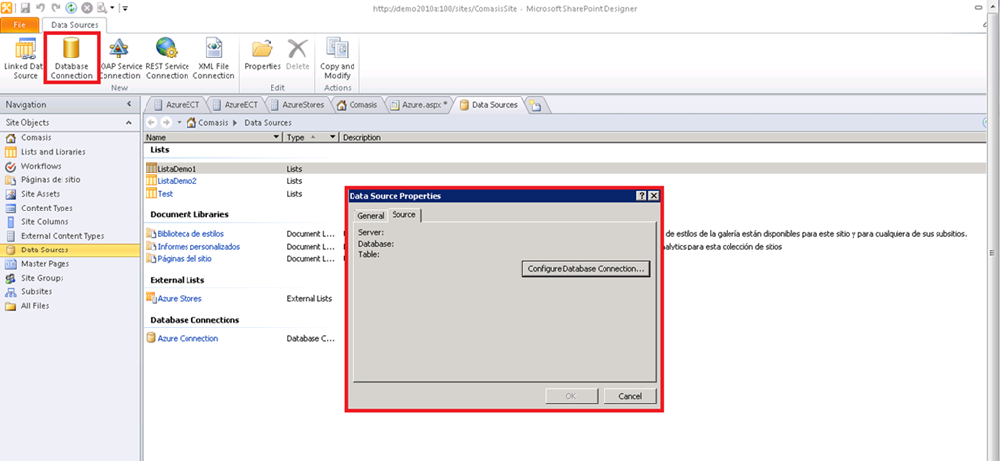 http://demo2010a:100/sites/ComasisSite - Microsoft SharePoint Designer
File
Data Sources
Linked Dat
Source
Database
Connection
OAP Service
Connection
REST Service
Connection
XML File
Connection
Properties
Delete
Copy and
Modify
New
Edit
Actions
Navigation
AzureECT
AzureECT
AzureStores
Comasis
Azure.aspx *
Data Sources
Site Objects
Comasis
Data Sources
Comasis
Lists and Libraries
Workflows
Páginas del sitio
Site Assets
Content Types
Site Columns
External Content Types
Data Sources
Master Pages
Site Groups
Subsites
All Files
Name
Type
Description
Lists
ListaDemo1
Lists
ListaDemo2
Lists
Test
Lists
Document Libraries
Biblioteca de estilos
Document L...
de estilos de la galería están disponibles para este sitio y para cualquiera de sus subsitios.
Informes personalizados
Document L...
nalytics para esta colección de sitios
Páginas del sitio
Document L...
External Lists
Azure Stores
External Lists
Database Connections
Azure Connection
Database C...
Data Source Properties
General
Source
Server:
Database:
Table:
Configure Database Connection...
OK
Cancel